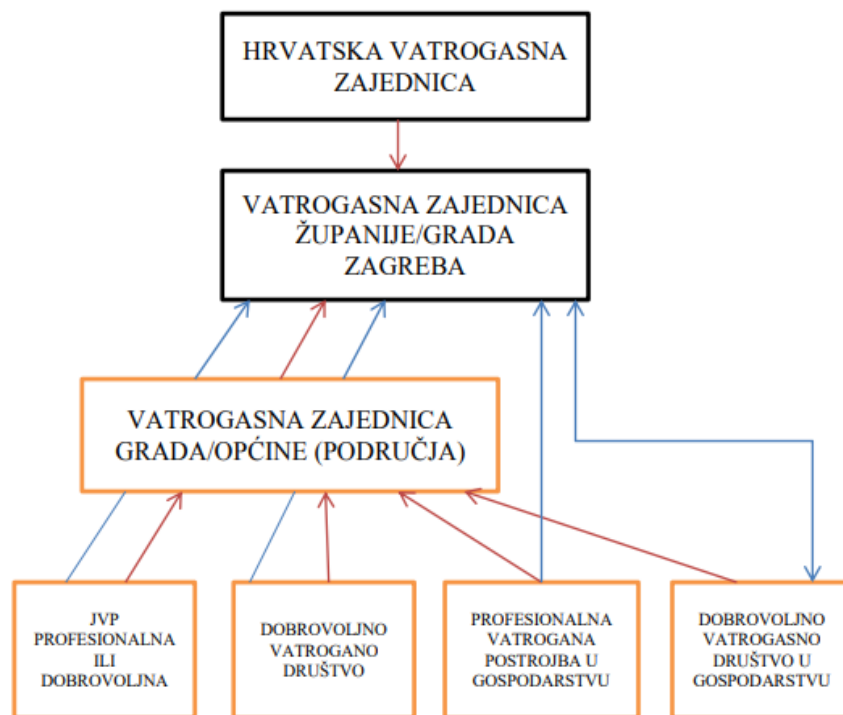 HRVATSKA VATROGASNA
ZAJEDNICA
VATROGASNA ZAJEDNICA
ŽUPANIJE/GRADA
ZAGREBA
VATROGASNA ZAJEDNICA
GRADA/OPĆINE (PODRUČJA)
JVP
PROFESIONALNA
ILI
DOBROVOLJNA
DOBROVOLJNO
VATROGANO
DRUŠTVO
PROFESIONALNA
VATROGANA
POSTROJBA U
GOSPODARSTVU
DOBROVOLJNO
VATROGASNO
DRUŠTVO U
GOSPODARSTVU